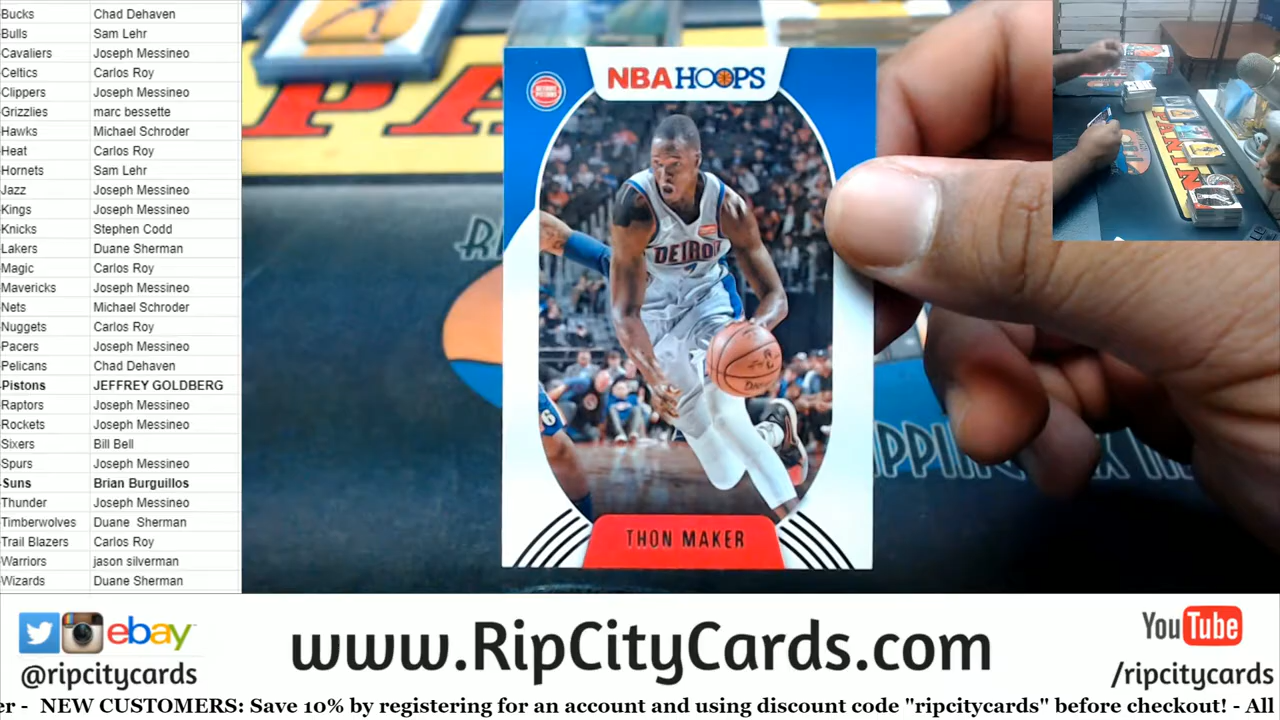 Bucks Chad Dehaven
Bulls Sam Lehr
Cavaliers Joseph Messineo
Celtics Carlos Roy
Clippers Joseph Messineo
Grizzlies marc bessette
Hawks Michael Schroder
Heat Carlos Roy
Hornets Sam Lehr
Jazz Joseph Messineo
Kings Joseph Messineo
Knicks Stephen Codd
Lakers Duane Sherman
Magic Carlos Roy
Mavericks Joseph Messineo
Nets Michael Schroder
Nuggets Carlos Roy
Pacers Joseph Messineo
Pelicans Chad Dehaven
Pistons JEFFREY GOLDBERG
Raptors Joseph Messineo
Rockets Joseph Messineo
Sixers Bill Bell
Spurs Joseph Messineo
Suns Brian Burguillos
Thunder Joseph Messineo
Timberwolves Duane Sherman
Trail Blazers Carlos Roy
Warriors jason silverman
Wizards Duane Sherman
NBA HOOPS
DETROIT
7
THON MAKER
ebay
@ripcitycards
www.RipCityCards.com
YouTube
/ripcitycards
er - NEW CUSTOMERS: Save 10% by registering for an account and using discount code "ripcitycards" before checkout! - All